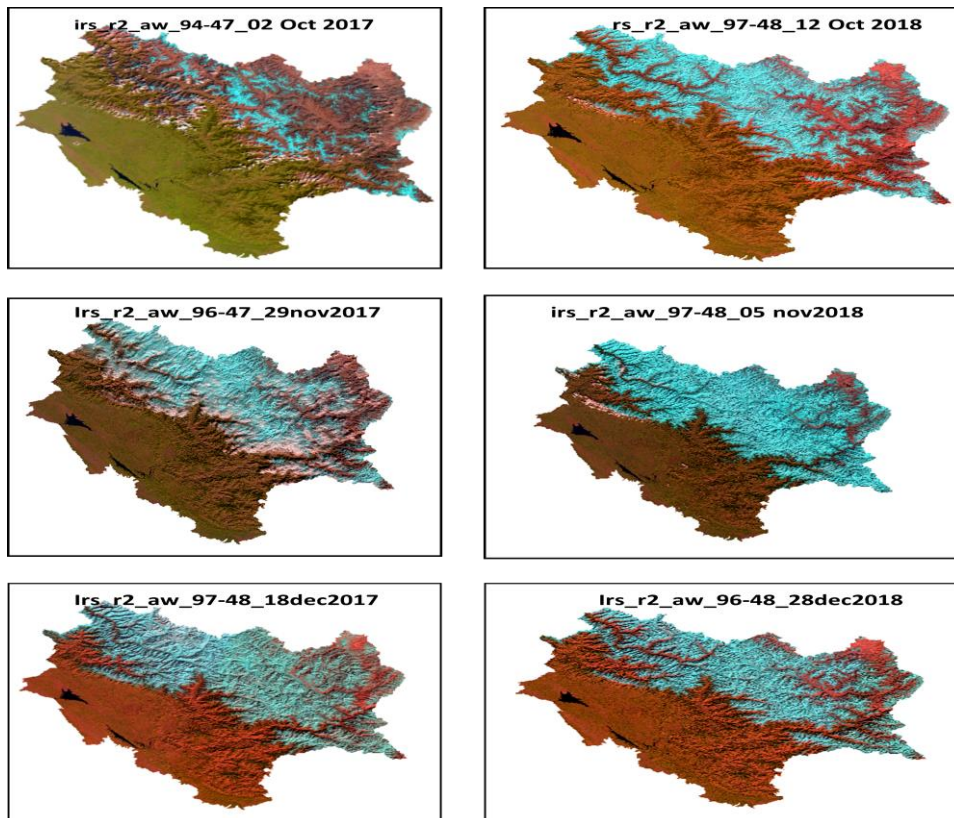 irs_r2_aw_94-47_02 Oct 2017
rs_r2_aw_97-48_12 Oct 2018
Irs_r2_aw_96-47_29nov2017
irs_r2_aw_97-48_05 nov2018
Irs_r2_aw_97-48_18dec2017
Irs_r2_aw_96-48_28dec2018